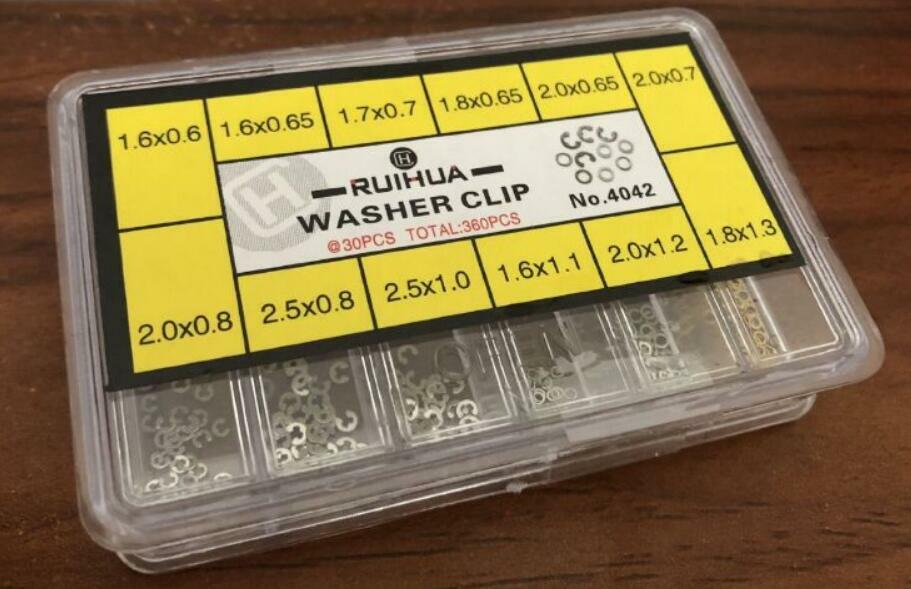 1.6x0.6
1.6x0.65
1.7x0.7
1.8x0.65
2.0x0.65
2.0x0.7
RUIHUA
WASHER CLIP
No.4042
@30PCS TOTAL:360PCS
2.0x0.8
2.5x0.8
2.5x1.0
1.6x1.1
2.0x1.2
1.8x1.3
OPEN